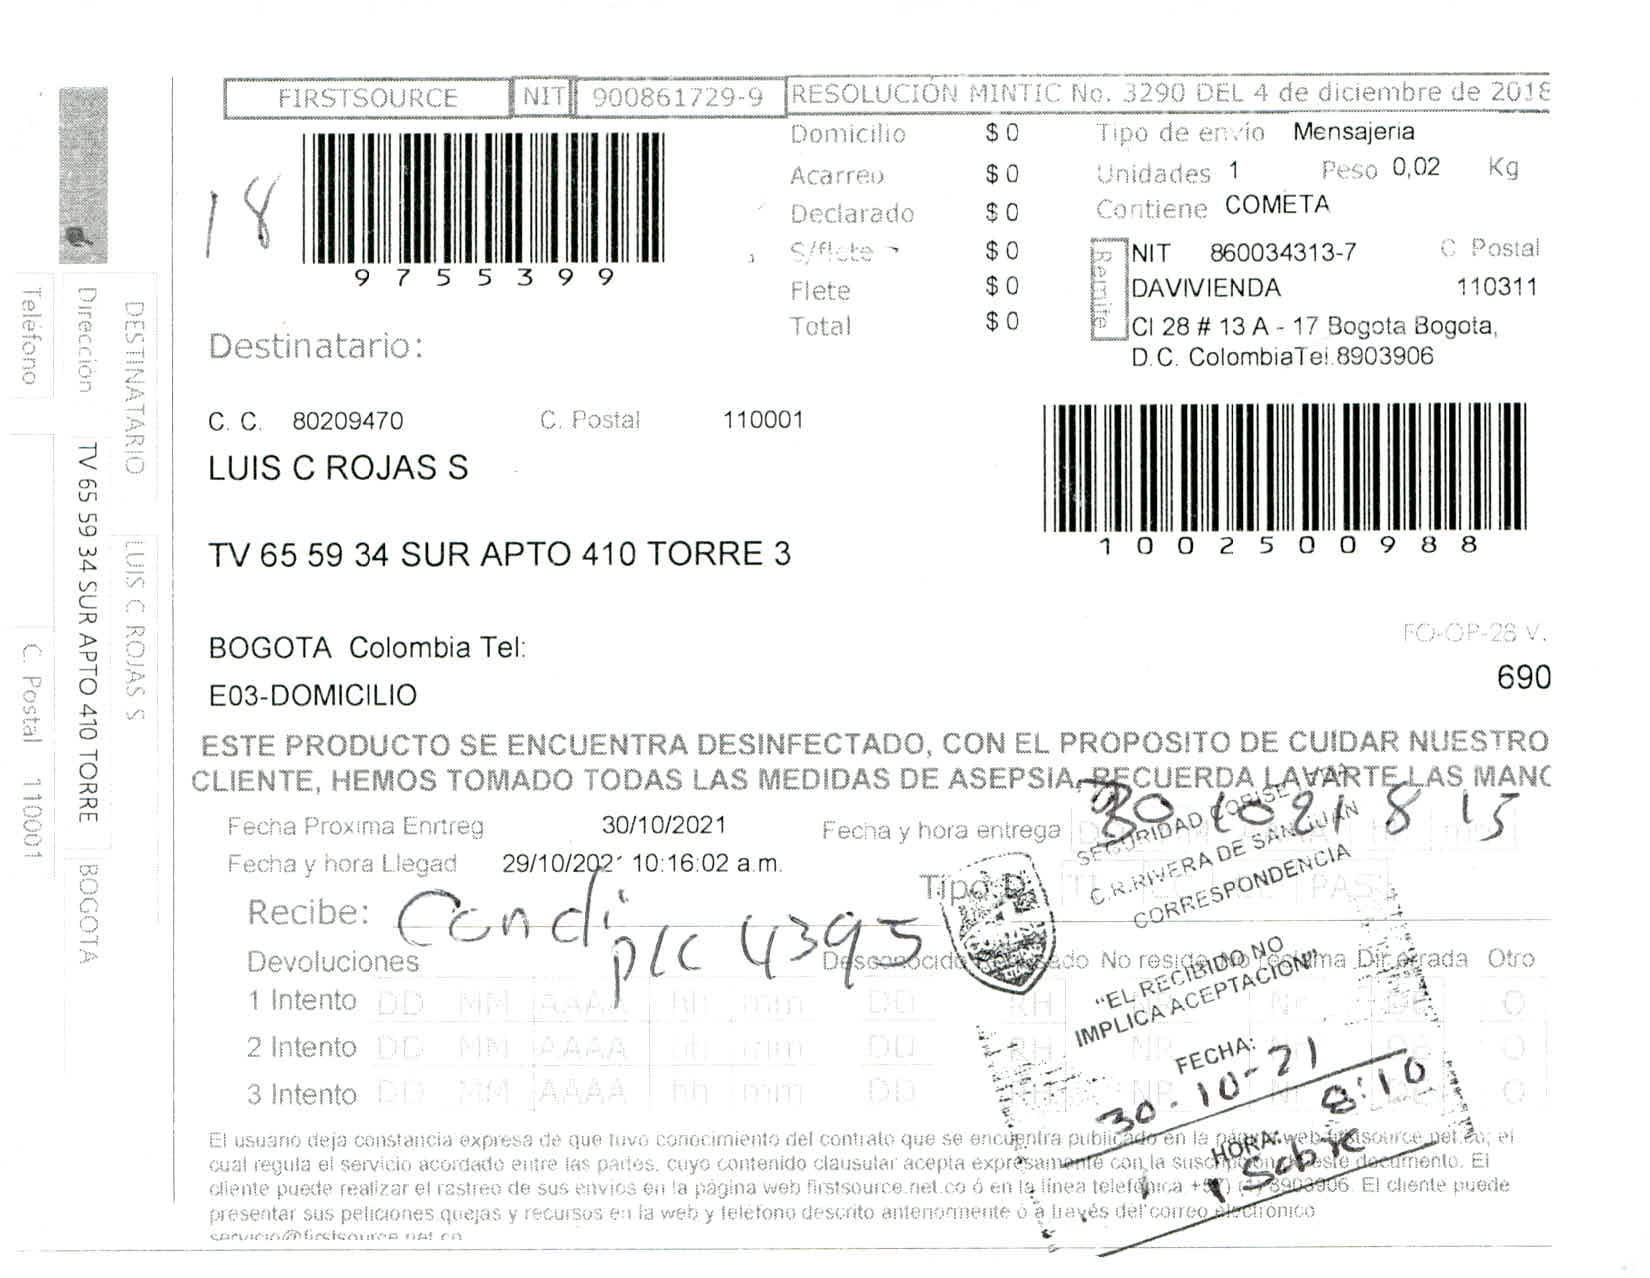 FIRSTSOURCE NIT 900861729-9 RESOLUCIÓN MINTIC No. 3290 DEL 4 de diciembre de 2018
18
9755399
Domicilio $ 0
Acarreo $ 0
Declarado $ 0
S/flete $ 0
Flete $ 0
Total $ 0
Tipo de envío Mensajeria
Unidades 1 Peso 0,02 Kg
Contiene COMETA
Remite
NIT 860034313-7 C Postal
DAVIVIENDA 110311
Cl 28 # 13 A - 17 Bogota Bogota,
D.C. ColombiaTel.8903906
Destinatario:
C. C. 80209470 C. Postal 110001
LUIS C ROJAS S
1002500988
TV 65 59 34 SUR APTO 410 TORRE 3
BOGOTA Colombia Tel:
E03-DOMICILIO
FO-OP-28 V.
690
ESTE PRODUCTO SE ENCUENTRA DESINFECTADO, CON EL PROPOSITO DE CUIDAR NUESTRO
CLIENTE, HEMOS TOMADO TODAS LAS MEDIDAS DE ASEPSIA, RECUERDA LAVARTE LAS MANO
Fecha Proxima Enrtreg 30/10/2021 Fecha y hora entrega 30 10 21 8 15
Fecha y hora Llegad 29/10/2021 10:16:02 a.m.
Tipo D
Recibe: Candi
plc 4395
Devoluciones Desconocido No reside Dir. errada Otro
1 Intento DD MM AAAA hh mm DD RH NR Nr De O
2 Intento DD MM AAAA hh mm DD RH NR Nr De O
3 Intento DD MM AAAA hh mm DD RH NR Nr De O
SEGURIDAD
C.R.RIVERA DE SAN JUAN
CORRESPONDENCIA
"EL RECIBIDO NO
IMPLICA ACEPTACION"
FECHA: 30-10-21
HORA: 8:10
1 Sobre
El usuario deja constancia expresa de que tuvo conocimiento del contrato que se encuentra publicado en la página web firstsource.net.co; el
cual regula el servicio acordado entre las partes, cuyo contenido clausular acepta expresamente con la suscripción de este documento. El
cliente puede realizar el rastreo de sus envios en la página web firstsource.net.co ó en la línea telefónica +57) (1) 8903906. El cliente puede
presentar sus peticiones quejas y recursos en la web y telefono descrito anteriormente ó a través del correo electrónico
servicio@firstsource.net.co
DESTINATARIO LUIS C ROJAS S
Dirección TV 65 59 34 SUR APTO 410 TORRE BOGOTA
Teléfono C. Postal 110001